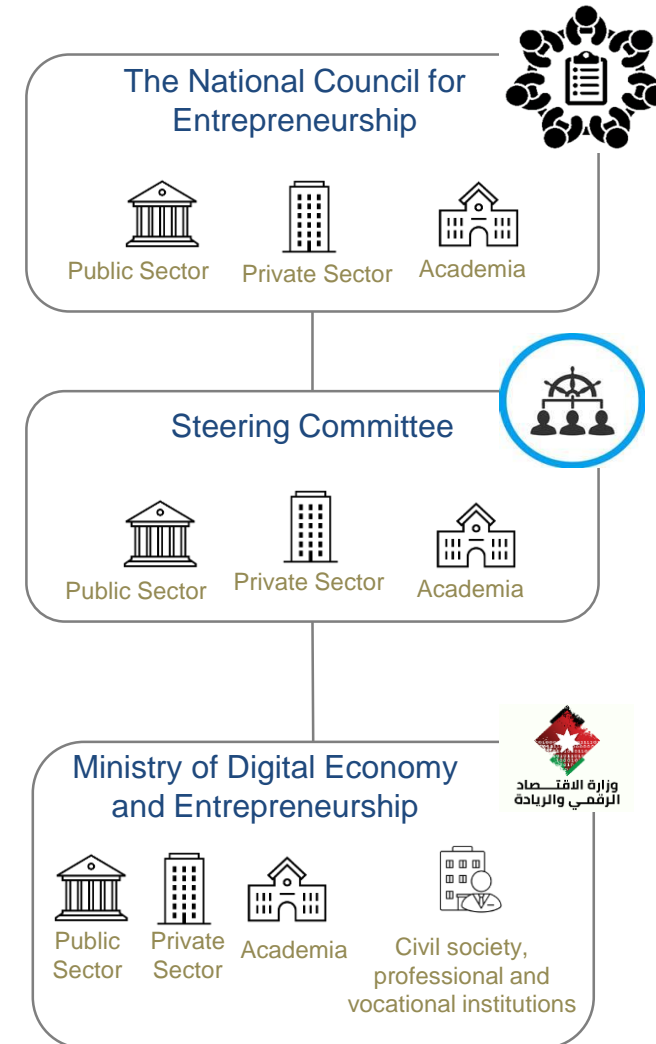 The National Council for
Entrepreneurship
Public Sector
Private Sector
Academia
Steering Committee
Public Sector
Private Sector
Academia
وزارة الاقتـــصاد
الرقمـي والريادة
Ministry of Digital Economy
and Entrepreneurship
Public
Sector
Private
Sector
Academia
Civil society,
professional and
vocational institutions